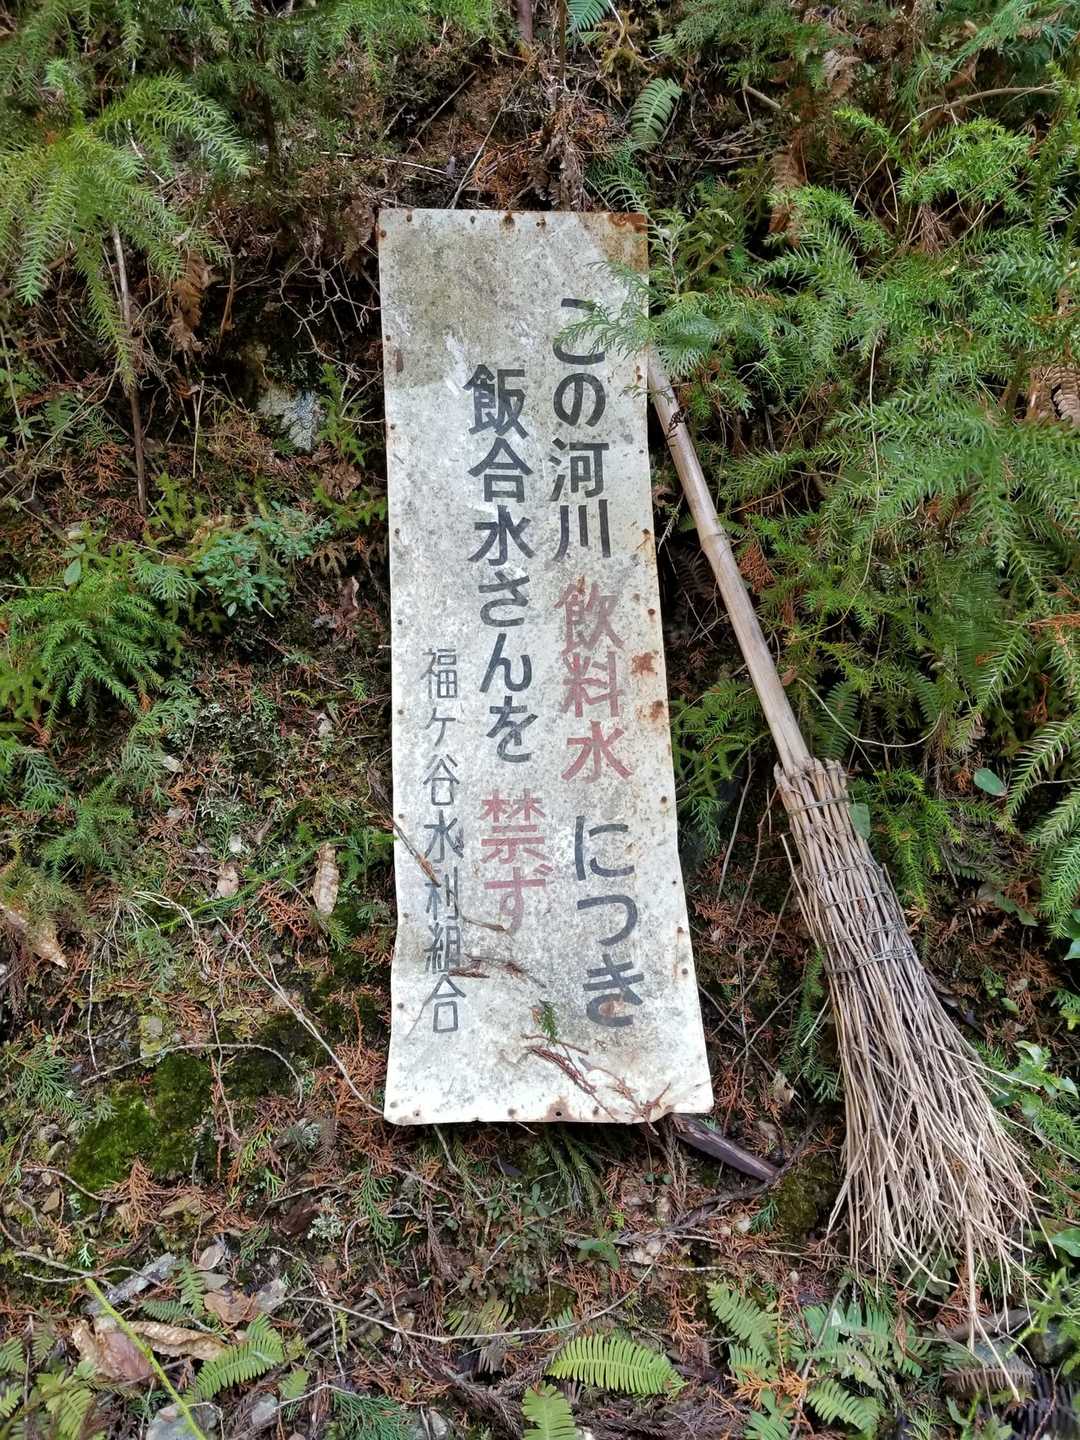 この河川飲料水につき
飯合水さんを禁ず
福ケ谷水利組合